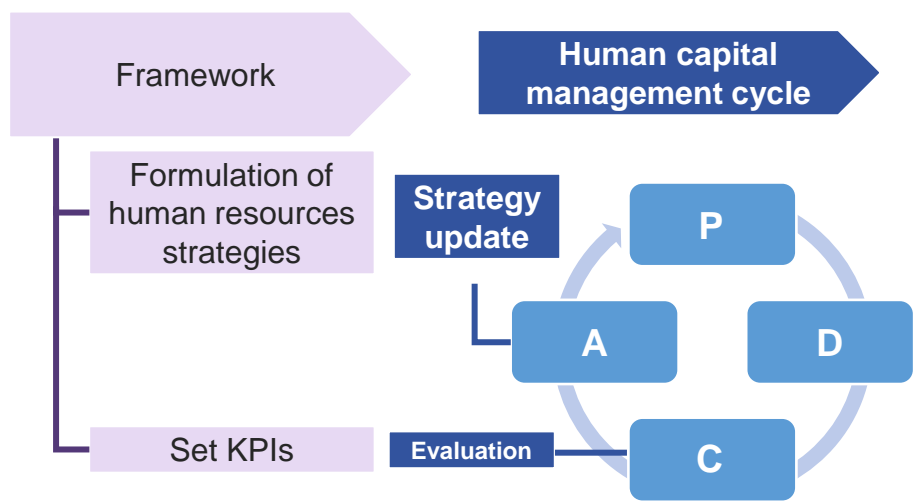 Framework
Human capital
management cycle
Formulation of
human resources
strategies
Strategy
update
P
A
D
Set KPIs
Evaluation
C